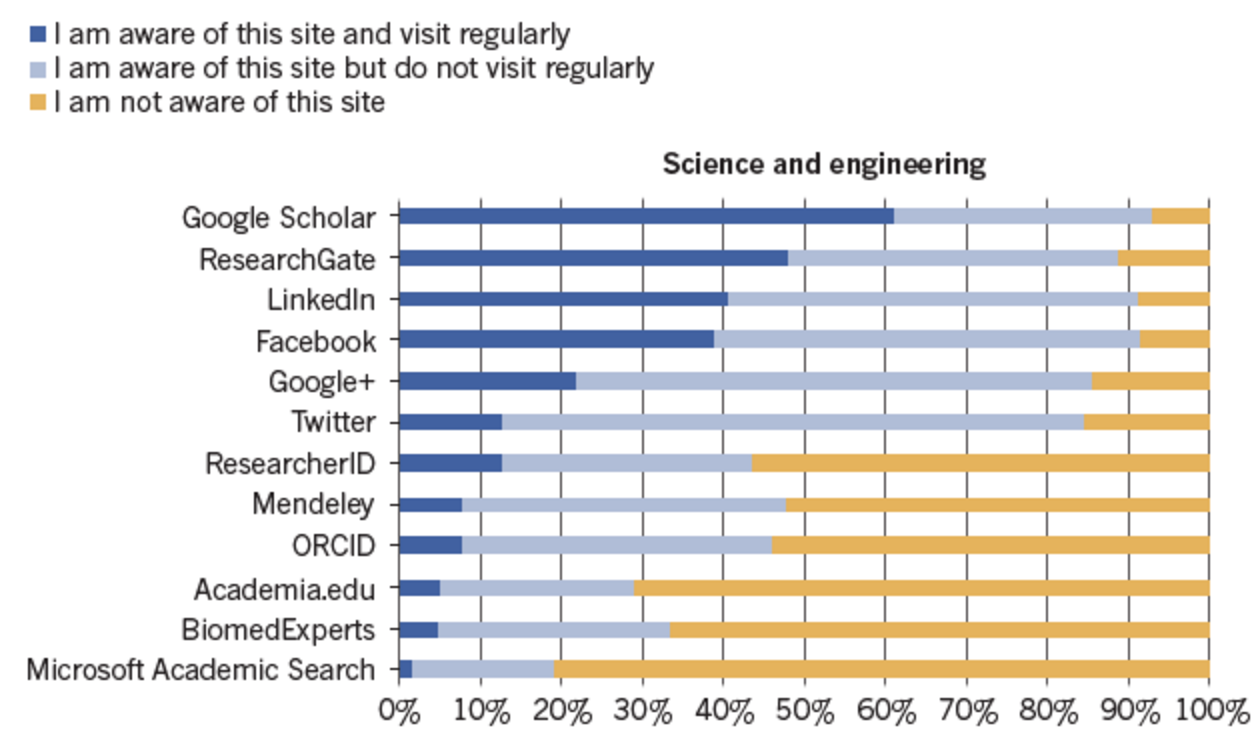 I am aware of this site and visit regularly
I am aware of this site but do not visit regularly
I am not aware of this site
Science and engineering
Google Scholar
ResearchGate
LinkedIn
Facebook
Google+
Twitter
ResearcherID
Mendeley
ORCID
Academia.edu
BiomedExperts
Microsoft Academic Search
0% 10% 20% 30% 40% 50% 60% 70% 80% 90% 100%